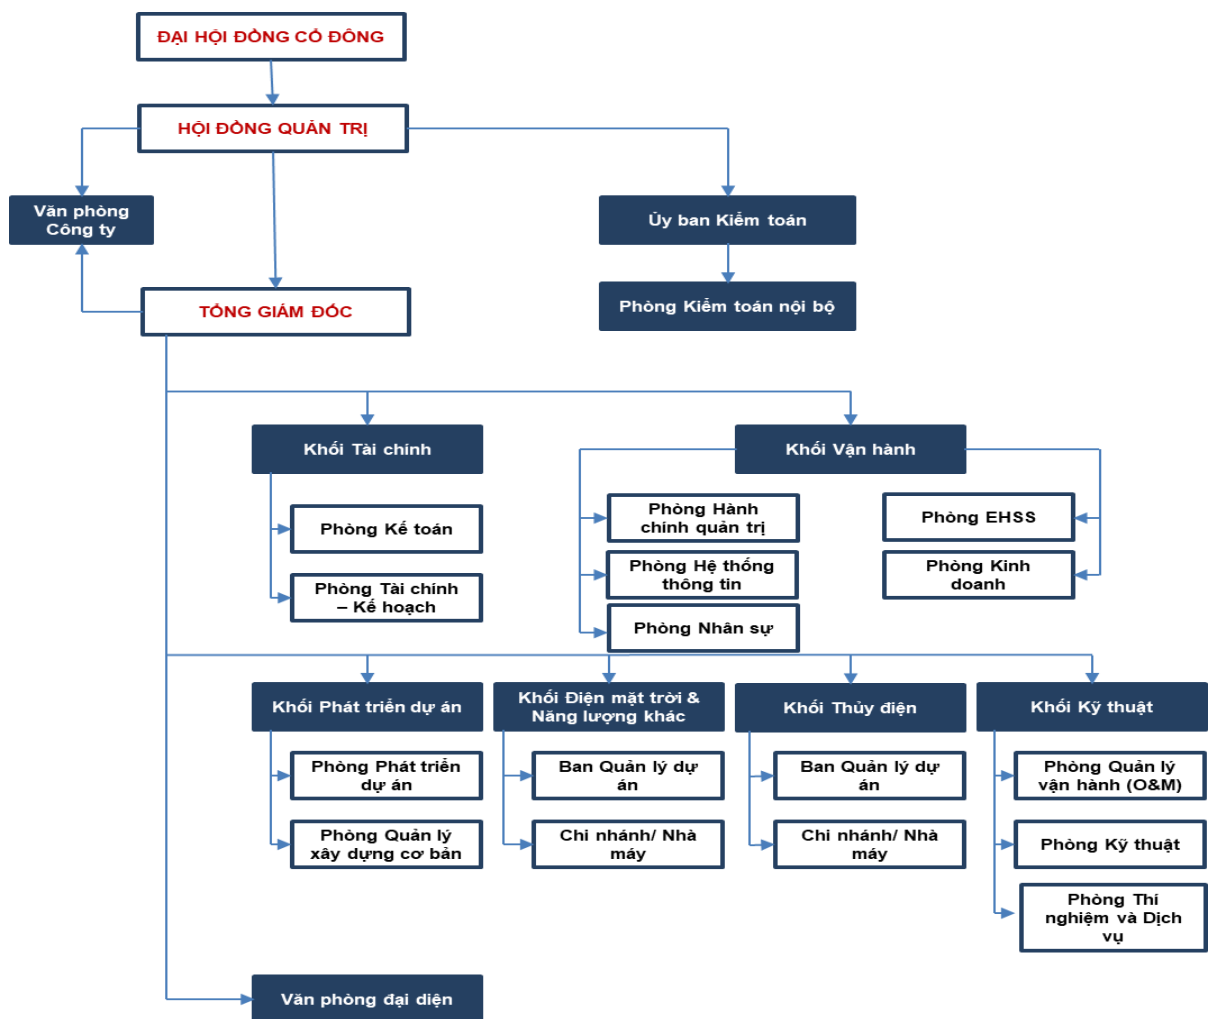 ĐẠI HỘI ĐỒNG CỔ ĐÔNG
HỘI ĐỒNG QUẢN TRỊ
Văn phòng
Công ty
Ủy ban Kiểm toán
TỔNG GIÁM ĐỐC
Phòng Kiểm toán nội bộ
Khối Tài chính
Khối Vận hành
Phòng Kế toán
Phòng Tài chính
– Kế hoạch
Phòng Hành
chính quản trị
Phòng Hệ thống
thông tin
Phòng Nhân sự
Phòng EHSS
Phòng Kinh
doanh
Khối Phát triển dự án
Khối Điện mặt trời &
Năng lượng khác
Khối Thủy điện
Khối Kỹ thuật
Phòng Phát triển
dự án
Phòng Quản lý
xây dựng cơ bản
Ban Quản lý dự
án
Chi nhánh/ Nhà
máy
Ban Quản lý dự
án
Chi nhánh/ Nhà
máy
Phòng Quản lý
vận hành (O&M)
Phòng Kỹ thuật
Phòng Thí
nghiệm và Dịch
vụ
Văn phòng đại diện